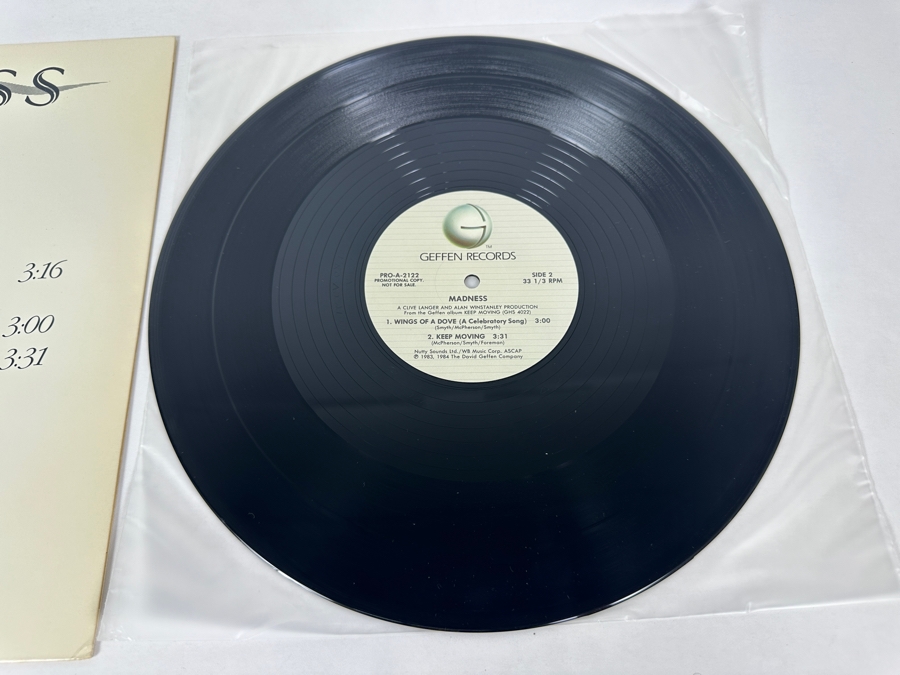 SS
3:16
3:00
3:31
G
TM
GEFFEN RECORDS
PRO-A-2122
PROMOTIONAL COPY.
NOT FOR SALE.
SIDE 2
33 1/3 RPM
MADNESS
A CLIVE LANGER AND ALAN WINSTANLEY PRODUCTION
From the Geffen album KEEP MOVING (GHS 4022)
1. WINGS OF A DOVE (A Celebratory Song) 3:00
(Smyth/McPherson/Smyth)
2. KEEP MOVING 3:31
(McPherson/Smyth/Foreman)
Nutty Sounds Ltd./WB Music Corp. ASCAP
℗ 1983, 1984 The David Geffen Company